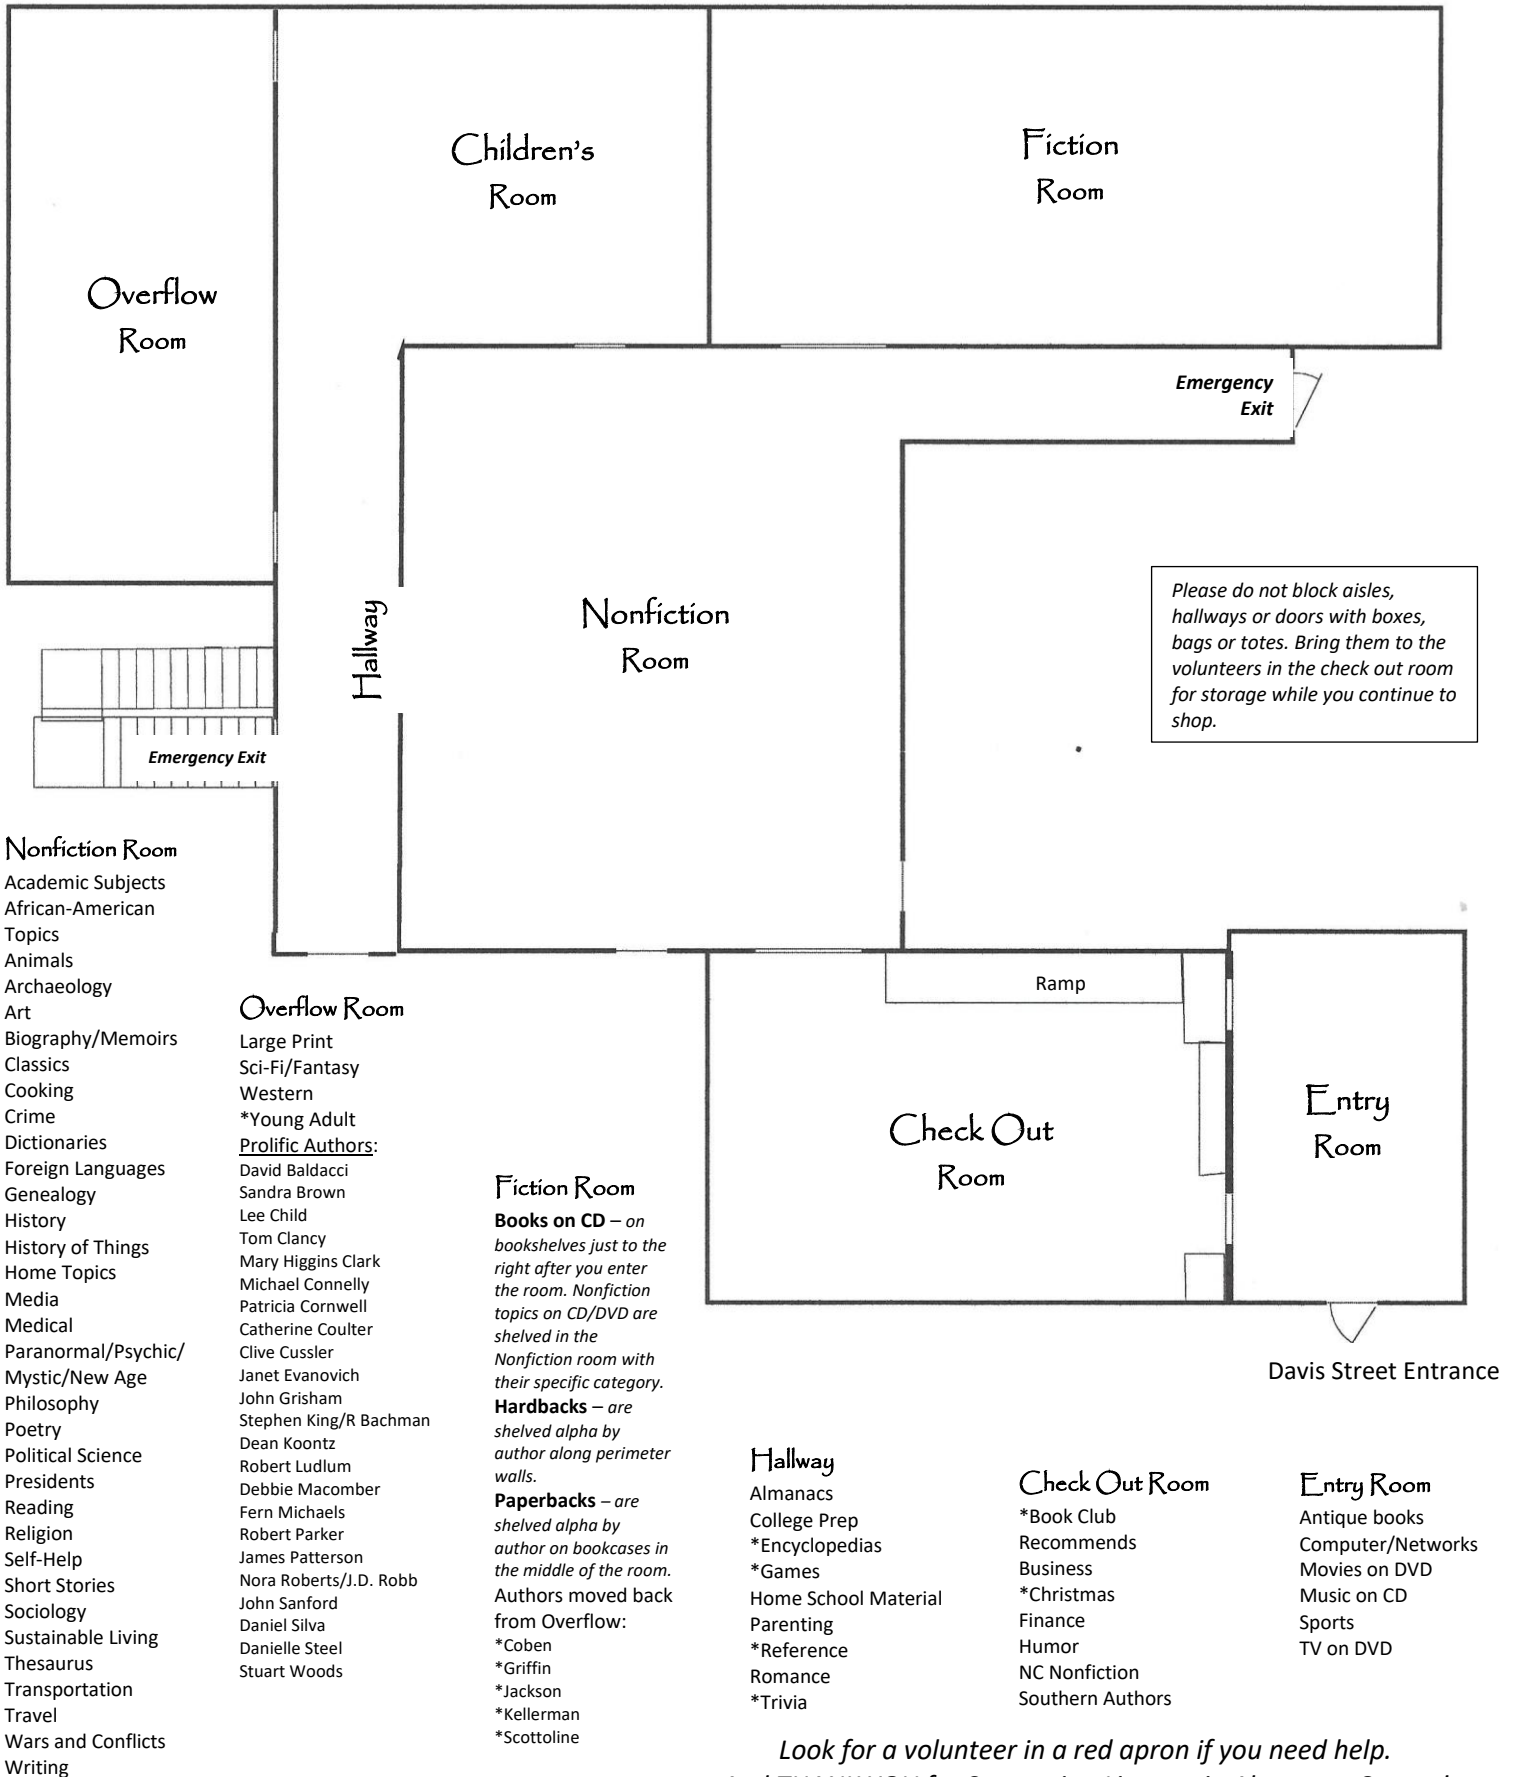 Children's
Room
Fiction
Room
Overflow
Room
Emergency
Exit
Hallway
Nonfiction
Room
Please do not block aisles,
hallways or doors with boxes,
bags or totes. Bring them to the
volunteers in the check out room
for storage while you continue to
shop.
Emergency Exit
Ramp
Check Out
Room
Entry
Room
Davis Street Entrance
Nonfiction Room
Academic Subjects
African-American
Topics
Animals
Archaeology
Art
Biography/Memoirs
Classics
Cooking
Crime
Dictionaries
Foreign Languages
Genealogy
History
History of Things
Home Topics
Media
Medical
Paranormal/Psychic/
Mystic/New Age
Philosophy
Poetry
Political Science
Presidents
Reading
Religion
Self-Help
Short Stories
Sociology
Sustainable Living
Thesaurus
Transportation
Travel
Wars and Conflicts
Writing
Overflow Room
Large Print
Sci-Fi/Fantasy
Western
*Young Adult
Prolific Authors:
David Baldacci
Sandra Brown
Lee Child
Tom Clancy
Mary Higgins Clark
Michael Connelly
Patricia Cornwell
Catherine Coulter
Clive Cussler
Janet Evanovich
John Grisham
Stephen King/R Bachman
Dean Koontz
Robert Ludlum
Debbie Macomber
Fern Michaels
Robert Parker
James Patterson
Nora Roberts/J.D. Robb
John Sanford
Daniel Silva
Danielle Steel
Stuart Woods
Fiction Room
Books on CD – on
bookshelves just to the
right after you enter
the room. Nonfiction
topics on CD/DVD are
shelved in the
Nonfiction room with
their specific category.
Hardbacks – are
shelved alpha by
author along perimeter
walls.
Paperbacks – are
shelved alpha by
author on bookcases in
the middle of the room.
Authors moved back
from Overflow:
*Coben
*Griffin
*Jackson
*Kellerman
*Scottoline
Hallway
Almanacs
College Prep
*Encyclopedias
*Games
Home School Material
Parenting
*Reference
Romance
*Trivia
Check Out Room
*Book Club
Recommends
Business
*Christmas
Finance
Humor
NC Nonfiction
Southern Authors
Entry Room
Antique books
Computer/Networks
Movies on DVD
Music on CD
Sports
TV on DVD
Look for a volunteer in a red apron if you need help.